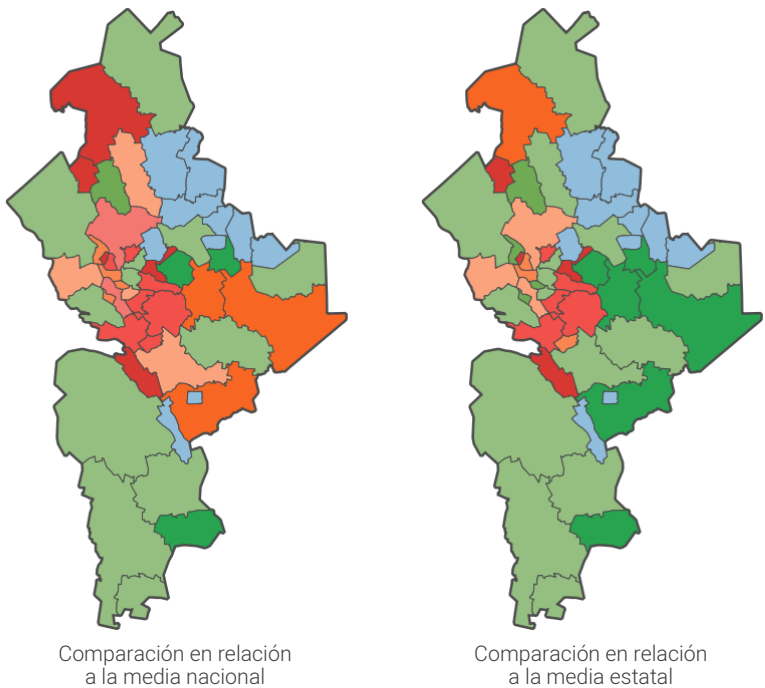 Comparación en relación
a la media nacional
Comparación en relación
a la media estatal